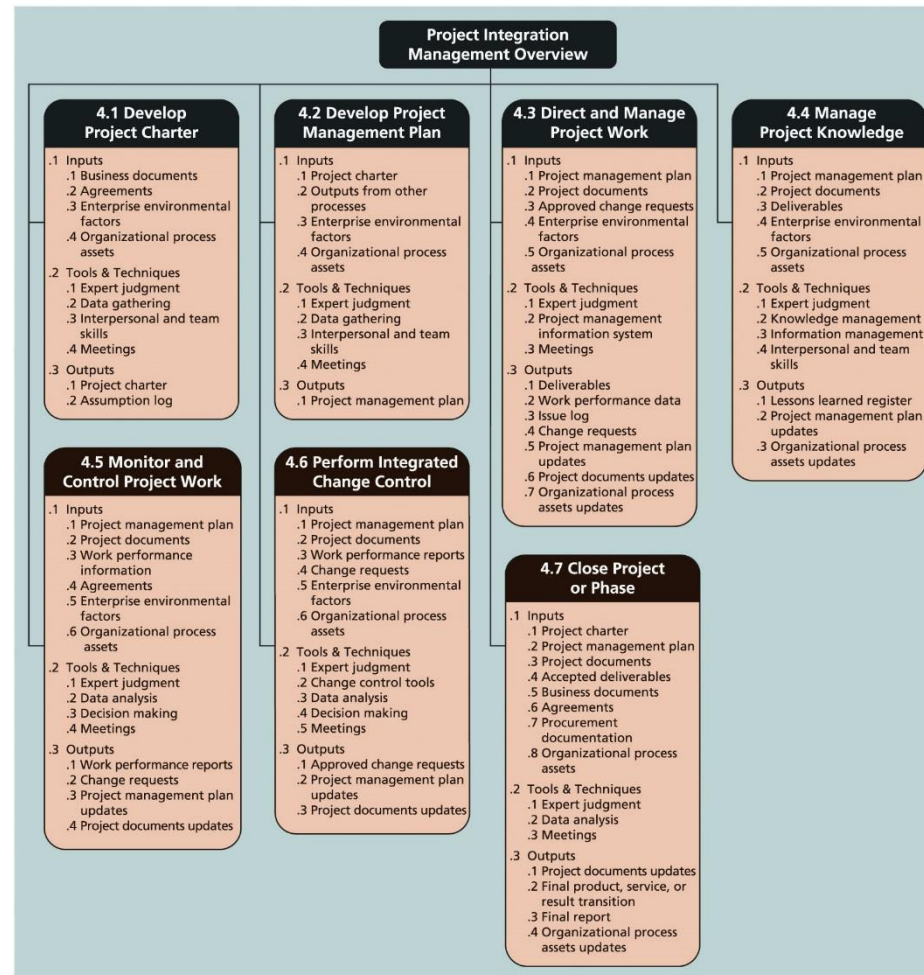 Project Integration
Management Overview
4.1 Develop
Project Charter
.1 Inputs
.1 Business documents
.2 Agreements
.3 Enterprise environmental
factors
.4 Organizational process
assets
.2 Tools & Techniques
.1 Expert judgment
.2 Data gathering
.3 Interpersonal and team
skills
.4 Meetings
.3 Outputs
.1 Project charter
.2 Assumption log
4.2 Develop Project
Management Plan
.1 Inputs
.1 Project charter
.2 Outputs from other
processes
.3 Enterprise environmental
factors
.4 Organizational process
assets
.2 Tools & Techniques
.1 Expert judgment
.2 Data gathering
.3 Interpersonal and team
skills
.4 Meetings
.3 Outputs
.1 Project management plan
4.3 Direct and Manage
Project Work
.1 Inputs
.1 Project management plan
.2 Project documents
.3 Approved change requests
.4 Enterprise environmental
factors
.5 Organizational process
assets
.2 Tools & Techniques
.1 Expert judgment
.2 Project management
information system
.3 Meetings
.3 Outputs
.1 Deliverables
.2 Work performance data
.3 Issue log
.4 Change requests
.5 Project management plan
updates
.6 Project documents updates
.7 Organizational process
assets updates
4.4 Manage
Project Knowledge
.1 Inputs
.1 Project management plan
.2 Project documents
.3 Deliverables
.4 Enterprise environmental
factors
.5 Organizational process
assets
.2 Tools & Techniques
.1 Expert judgment
.2 Knowledge management
.3 Information management
.4 Interpersonal and team
skills
.3 Outputs
.1 Lessons learned register
.2 Project management plan
updates
.3 Organizational process
assets updates
4.5 Monitor and
Control Project Work
.1 Inputs
.1 Project management plan
.2 Project documents
.3 Work performance
information
.4 Agreements
.5 Enterprise environmental
factors
.6 Organizational process
assets
.2 Tools & Techniques
.1 Expert judgment
.2 Data analysis
.3 Decision making
.4 Meetings
.3 Outputs
.1 Work performance reports
.2 Change requests
.3 Project management plan
updates
.4 Project documents updates
4.6 Perform Integrated
Change Control
.1 Inputs
.1 Project management plan
.2 Project documents
.3 Work performance reports
.4 Change requests
.5 Enterprise environmental
factors
.6 Organizational process
assets
.2 Tools & Techniques
.1 Expert judgment
.2 Change control tools
.3 Data analysis
.4 Decision making
.5 Meetings
.3 Outputs
.1 Approved change requests
.2 Project management plan
updates
.3 Project documents updates
4.7 Close Project
or Phase
.1 Inputs
.1 Project charter
.2 Project management plan
.3 Project documents
.4 Accepted deliverables
.5 Business documents
.6 Agreements
.7 Procurement
documentation
.8 Organizational process
assets
.2 Tools & Techniques
.1 Expert judgment
.2 Data analysis
.3 Meetings
.3 Outputs
.1 Project documents updates
.2 Final product, service, or
result transition
.3 Final report
.4 Organizational process
assets updates